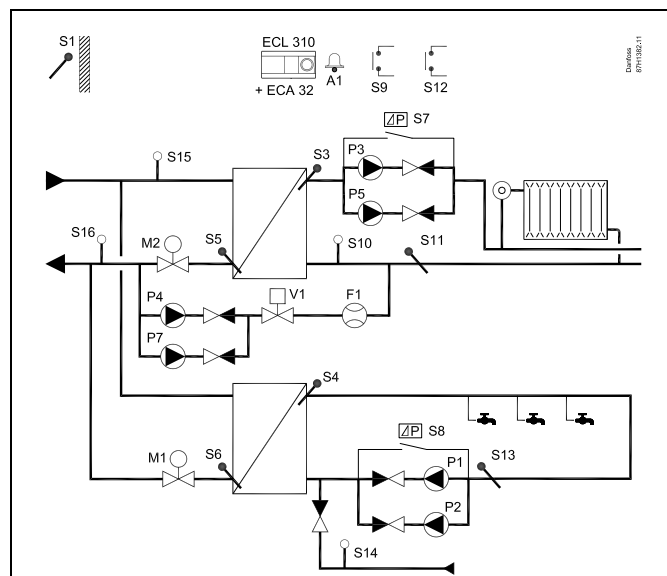 S1
ECL 310
+ ECA 32
A1
S9
S12
Danfoss
87H1382.11
ΔP S7
S15
S3
P3
P5
S16
M2
S5
S10
S11
P4
V1
F1
P7
S4
ΔP S8
M1
S6
P1
S13
P2
S14